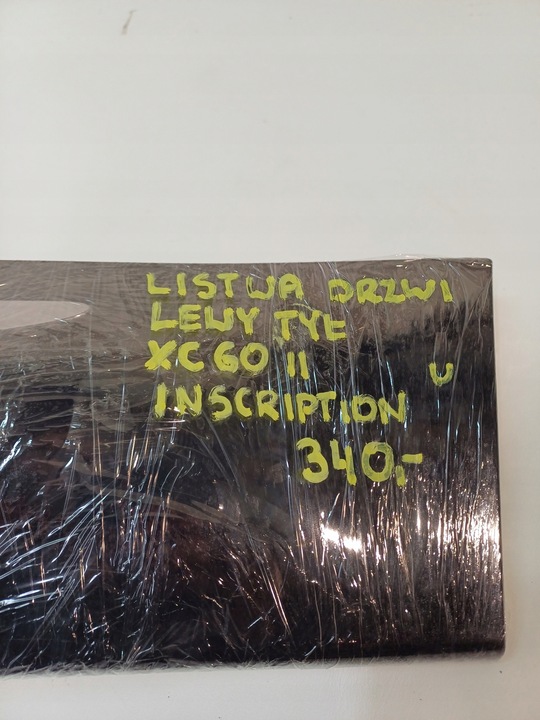 LISTWA DRZWI
LEWY TYŁ
XC60 II
U
INSCRIPTION
340,-